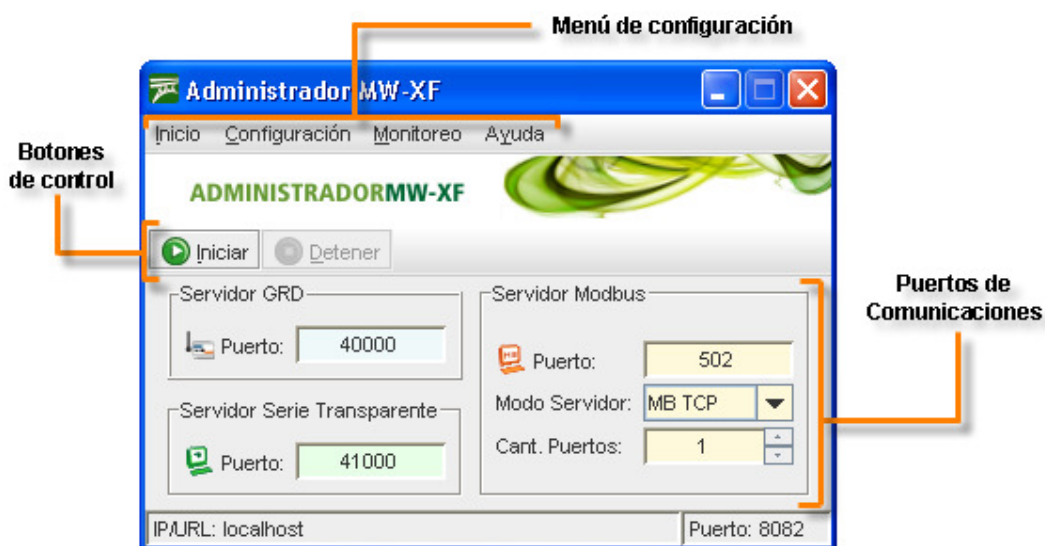 Menú de configuración
Administrador MW-XF
Inicio Configuración Monitoreo Ayuda
Botones
de control
ADMINISTRADORMW-XF
Iniciar Detener
Servidor GRD
Puerto: 40000
Servidor Serie Transparente
Puerto: 41000
Servidor Modbus
MB
Puerto: 502
Modo Servidor: MB TCP
Cant. Puertos: 1
Puertos de
Comunicaciones
IP/URL: localhost
Puerto: 8082